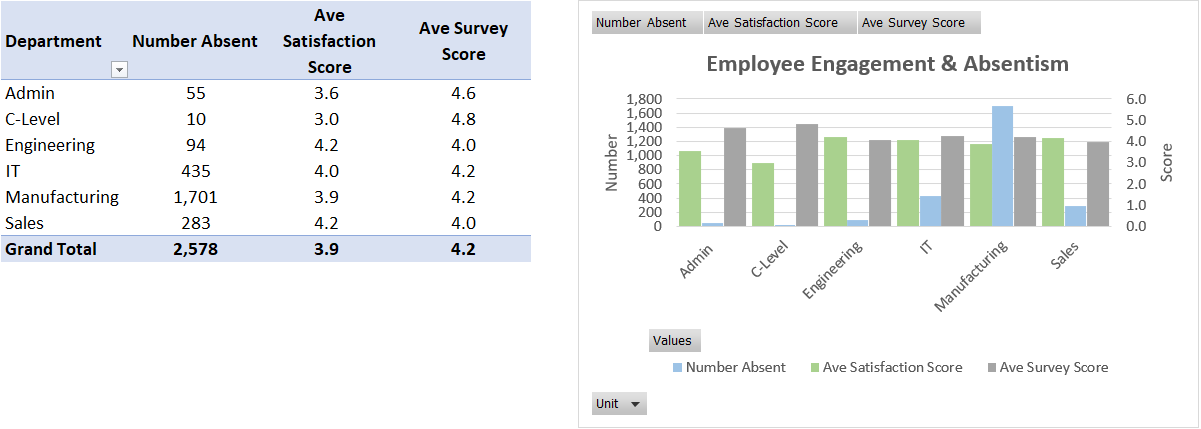 Department Number Absent Ave Satisfaction Score Ave Survey Score
Admin 55 3.6 4.6
C-Level 10 3.0 4.8
Engineering 94 4.2 4.0
IT 435 4.0 4.2
Manufacturing 1,701 3.9 4.2
Sales 283 4.2 4.0
Grand Total 2,578 3.9 4.2
Number Absent Ave Satisfaction Score Ave Survey Score
Employee Engagement & Absentism
Number
1,800
1,600
1,400
1,200
1,000
800
600
400
200
0
6.0
5.0
4.0
3.0
2.0
1.0
0.0
Score
Admin
C-Level
Engineering
IT
Manufacturing
Sales
Values
Number Absent Ave Satisfaction Score Ave Survey Score
Unit